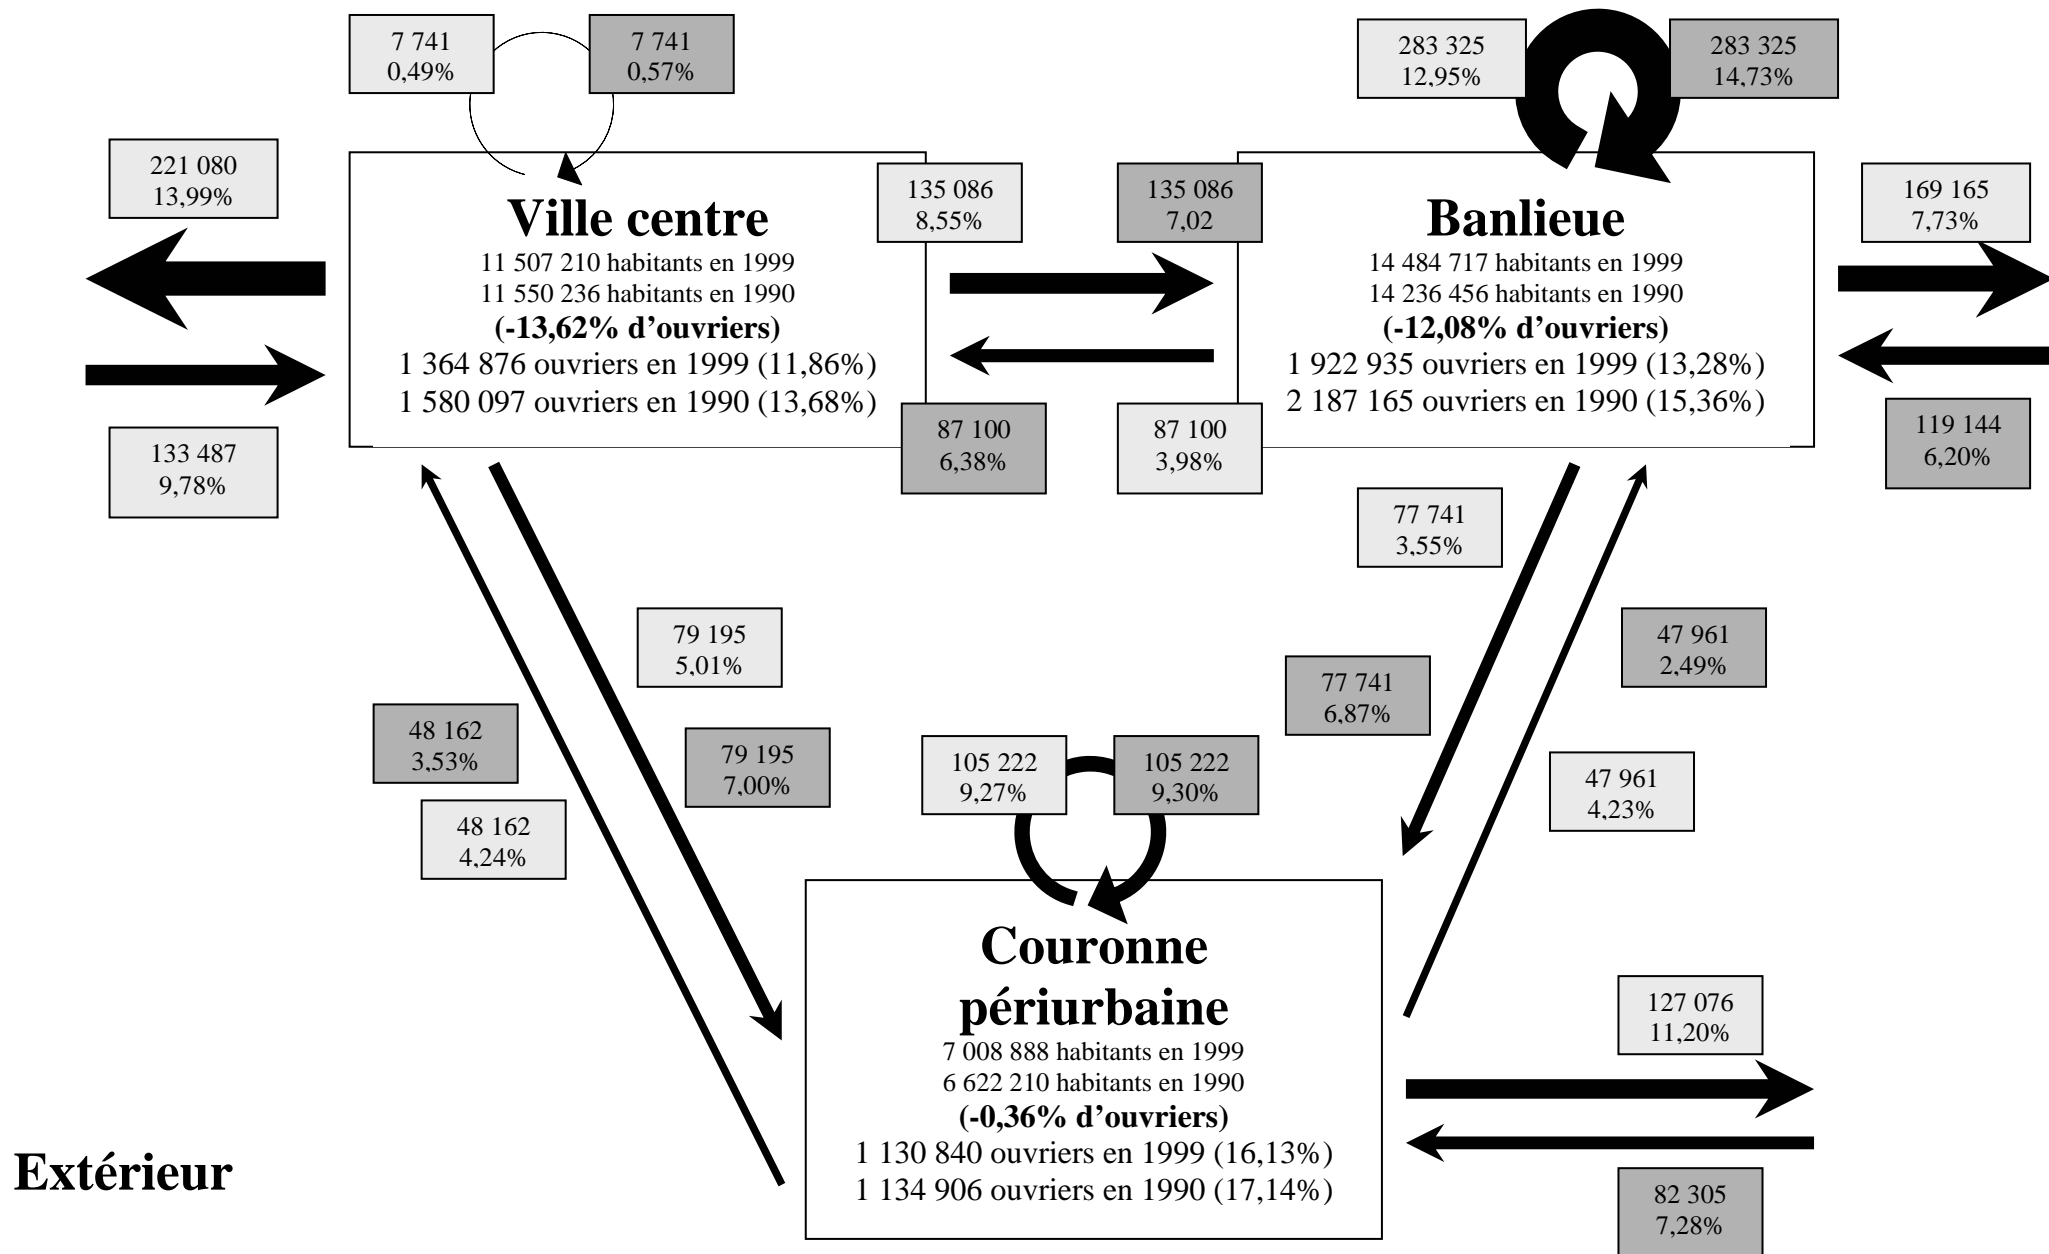 7 741
0,49%
7 741
0,57%
283 325
12,95%
283 325
14,73%
221 080
13,99%
133 487
9,78%
Ville centre
11 507 210 habitants en 1999
11 550 236 habitants en 1990
(-13,62% d’ouvriers)
1 364 876 ouvriers en 1999 (11,86%)
1 580 097 ouvriers en 1990 (13,68%)
135 086
8,55%
135 086
7,02
87 100
6,38%
87 100
3,98%
Banlieue
14 484 717 habitants en 1999
14 236 456 habitants en 1990
(-12,08% d’ouvriers)
1 922 935 ouvriers en 1999 (13,28%)
2 187 165 ouvriers en 1990 (15,36%)
169 165
7,73%
119 144
6,20%
77 741
3,55%
79 195
5,01%
47 961
2,49%
77 741
6,87%
48 162
3,53%
79 195
7,00%
105 222
9,27%
105 222
9,30%
47 961
4,23%
48 162
4,24%
Couronne
périurbaine
7 008 888 habitants en 1999
6 622 210 habitants en 1990
(-0,36% d’ouvriers)
1 130 840 ouvriers en 1999 (16,13%)
1 134 906 ouvriers en 1990 (17,14%)
127 076
11,20%
82 305
7,28%
Extérieur